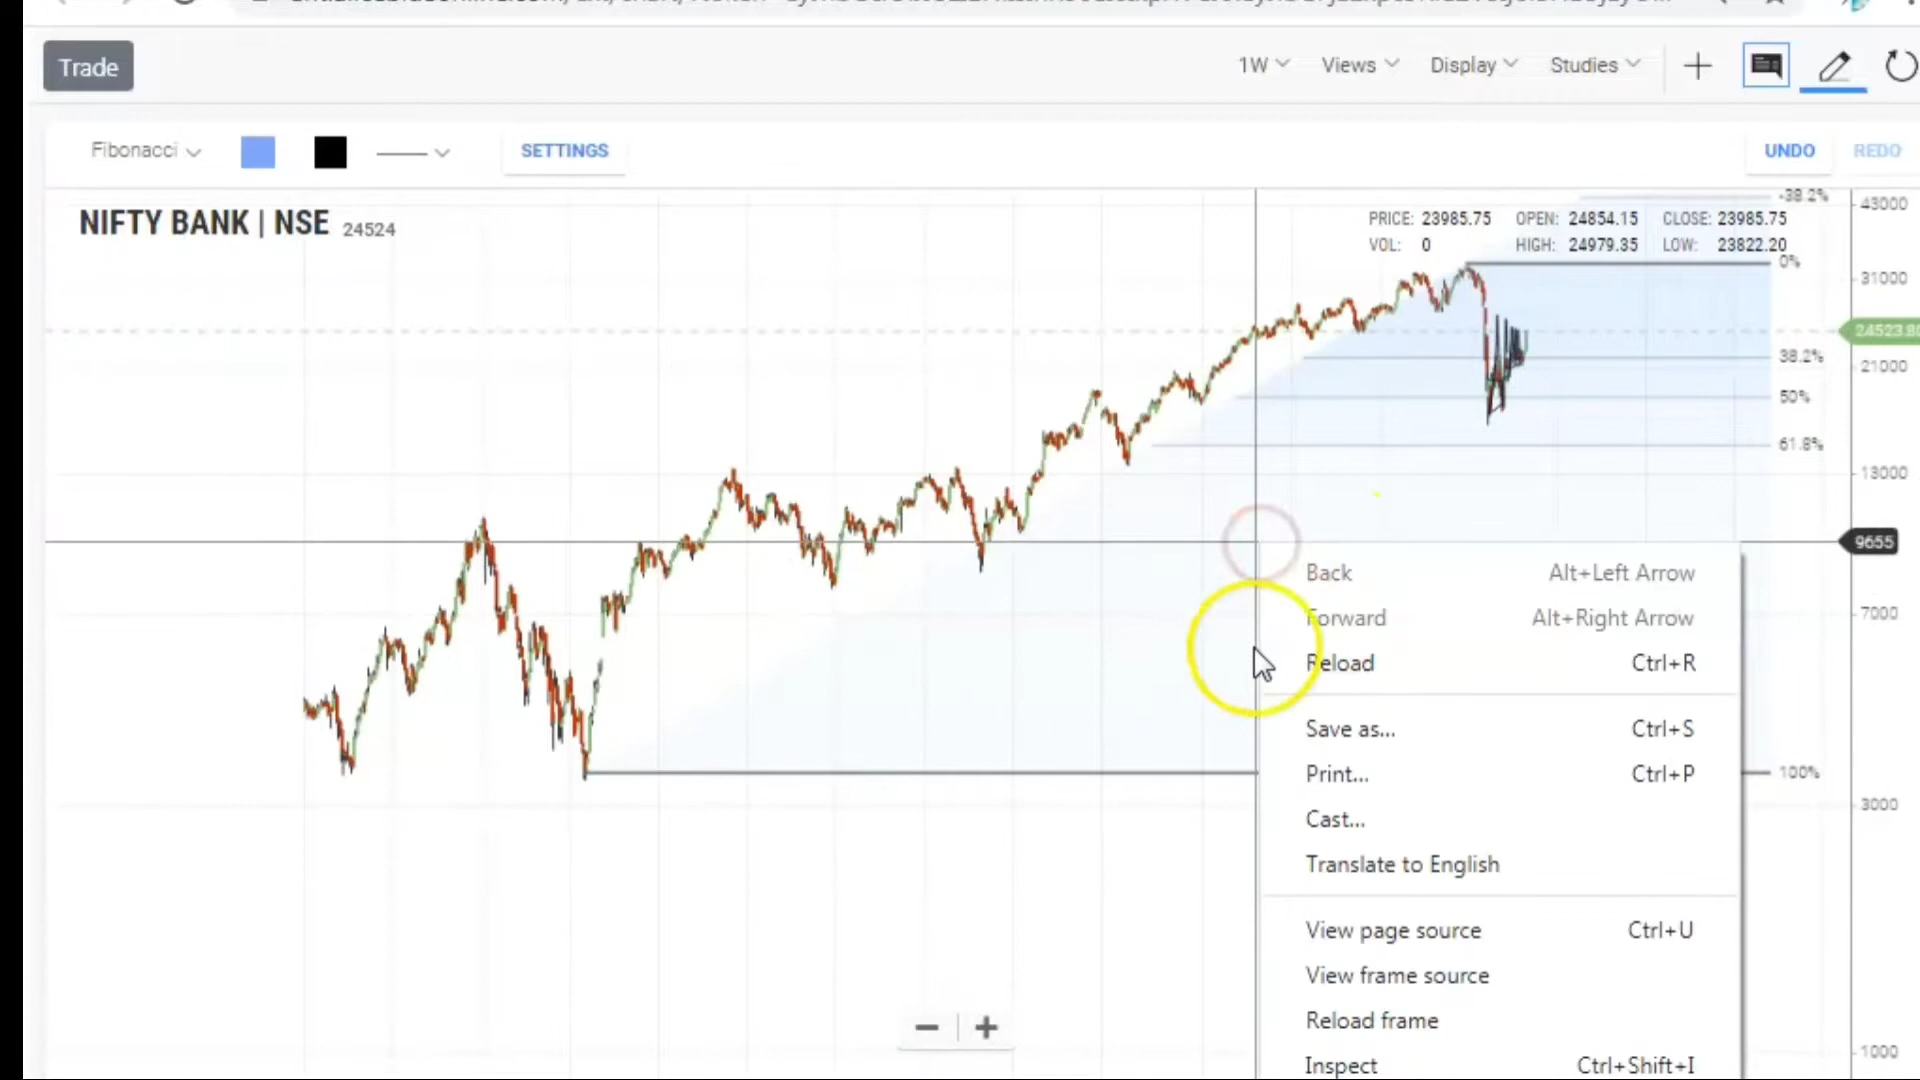 Trade
1W Views Display Studies
Fibonacci SETTINGS UNDO REDO
NIFTY BANK | NSE 24524
PRICE: 23985.75 OPEN: 24854.15 CLOSE: 23985.75
VOL: 0 HIGH: 24979.35 LOW: 23822.20
-38.2%
0%
38.2%
50%
61.8%
100%
43000
31000
24523.80
21000
13000
9655
7000
3000
1000
Back Alt+Left Arrow
Forward Alt+Right Arrow
Reload Ctrl+R
Save as... Ctrl+S
Print... Ctrl+P
Cast...
Translate to English
View page source Ctrl+U
View frame source
Reload frame
Inspect Ctrl+Shift+I